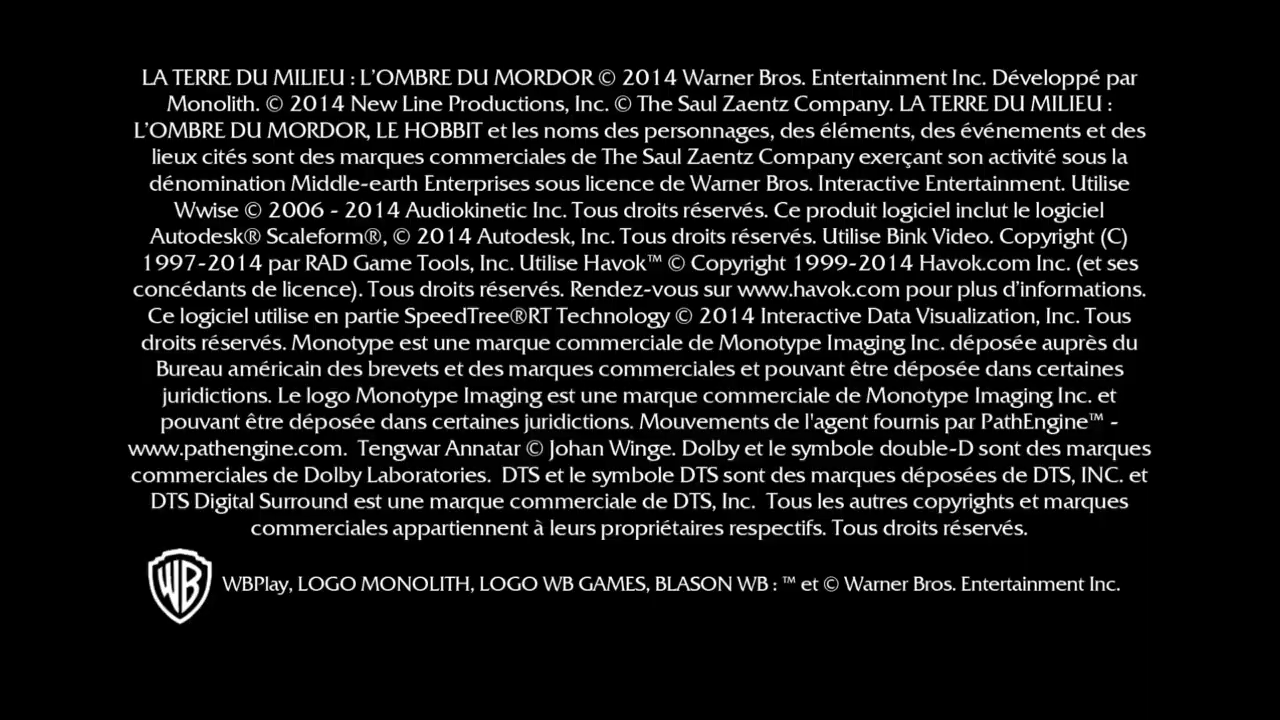 LA TERRE DU MILIEU : L’OMBRE DU MORDOR © 2014 Warner Bros. Entertainment Inc. Développé par
Monolith. © 2014 New Line Productions, Inc. © The Saul Zaentz Company. LA TERRE DU MILIEU :
L’OMBRE DU MORDOR, LE HOBBIT et les noms des personnages, des éléments, des événements et des
lieux cités sont des marques commerciales de The Saul Zaentz Company exerçant son activité sous la
dénomination Middle-earth Enterprises sous licence de Warner Bros. Interactive Entertainment. Utilise
Wwise © 2006 - 2014 Audiokinetic Inc. Tous droits réservés. Ce produit logiciel inclut le logiciel
Autodesk® Scaleform®, © 2014 Autodesk, Inc. Tous droits réservés. Utilise Bink Video. Copyright (C)
1997-2014 par RAD Game Tools, Inc. Utilise Havok™ © Copyright 1999-2014 Havok.com Inc. (et ses
concédants de licence). Tous droits réservés. Rendez-vous sur www.havok.com pour plus d’informations.
Ce logiciel utilise en partie SpeedTree®RT Technology © 2014 Interactive Data Visualization, Inc. Tous
droits réservés. Monotype est une marque commerciale de Monotype Imaging Inc. déposée auprès du
Bureau américain des brevets et des marques commerciales et pouvant être déposée dans certaines
juridictions. Le logo Monotype Imaging est une marque commerciale de Monotype Imaging Inc. et
pouvant être déposée dans certaines juridictions. Mouvements de l'agent fournis par PathEngine™ -
www.pathengine.com.  Tengwar Annatar © Johan Winge. Dolby et le symbole double-D sont des marques
commerciales de Dolby Laboratories.  DTS et le symbole DTS sont des marques déposées de DTS, INC. et
DTS Digital Surround est une marque commerciale de DTS, Inc.  Tous les autres copyrights et marques
commerciales appartiennent à leurs propriétaires respectifs. Tous droits réservés.
WB WBPlay, LOGO MONOLITH, LOGO WB GAMES, BLASON WB : ™ et © Warner Bros. Entertainment Inc.